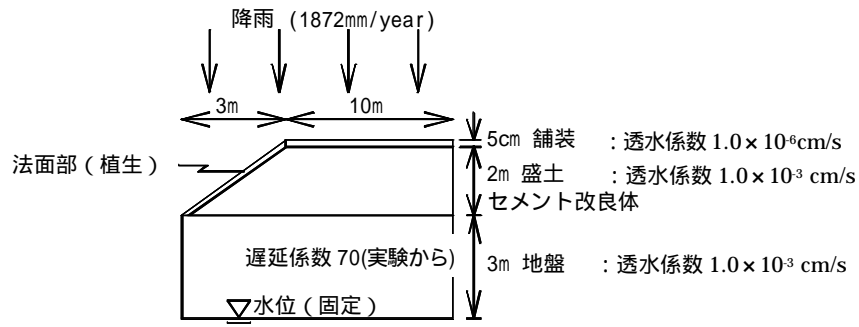 降雨 (1872mm/year)
3m 10m
5cm 舗装 :透水係数 1.0×10⁻⁶cm/s
法面部(植生)
2m 盛土 :透水係数 1.0×10⁻³ cm/s
セメント改良体
遅延係数 70(実験から)
3m 地盤 :透水係数 1.0×10⁻³ cm/s
水位(固定)